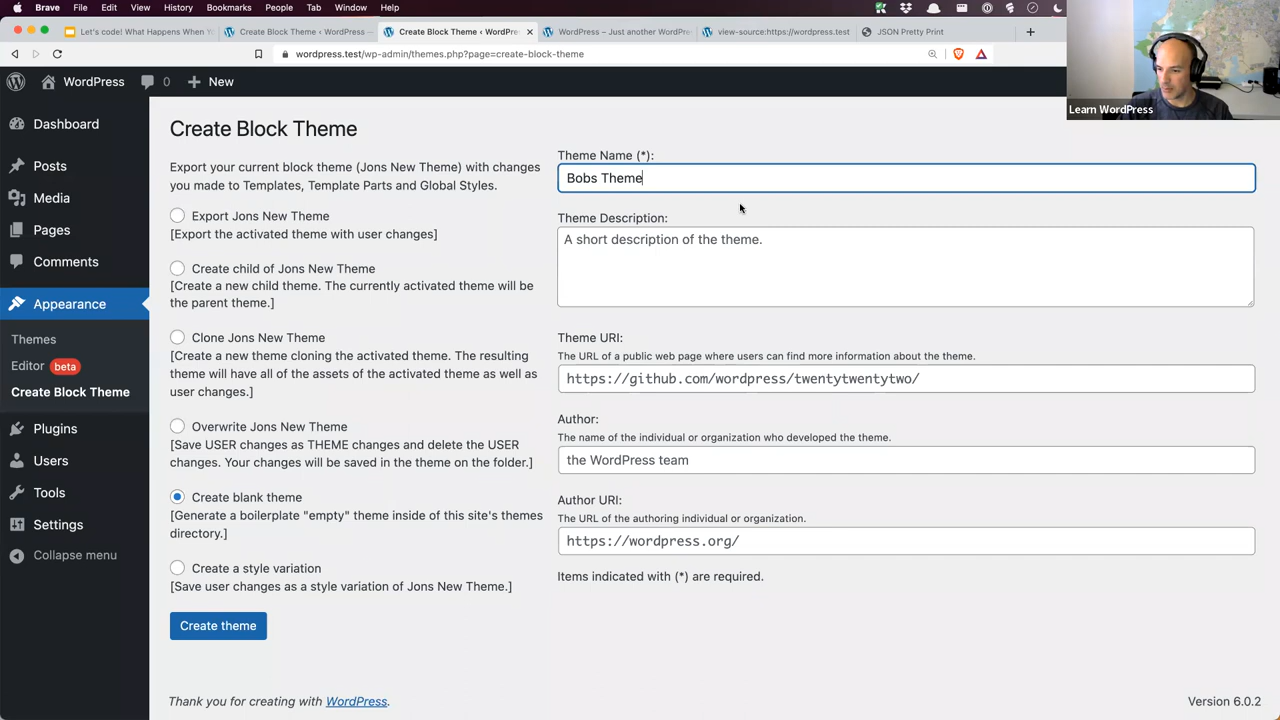 Brave File Edit View History Bookmarks People Tab Window Help
Let's code! What Happens When Y
Create Block Theme ‹ WordPress —
Create Block Theme ‹ WordPres
WordPress – Just another WordPre
view-source:https://wordpress.test
JSON Pretty Print
wordpress.test/wp-admin/themes.php?page=create-block-theme
WordPress 0 New
Learn WordPress
Dashboard
Posts
Media
Pages
Comments
Appearance
Themes
Editor beta
Create Block Theme
Plugins
Users
Tools
Settings
Collapse menu
Create Block Theme
Export your current block theme (Jons New Theme) with changes
you made to Templates, Template Parts and Global Styles.
Export Jons New Theme
[Export the activated theme with user changes]
Create child of Jons New Theme
[Create a new child theme. The currently activated theme will be
the parent theme.]
Clone Jons New Theme
[Create a new theme cloning the activated theme. The resulting
theme will have all of the assets of the activated theme as well as
user changes.]
Overwrite Jons New Theme
[Save USER changes as THEME changes and delete the USER
changes. Your changes will be saved in the theme on the folder.]
Create blank theme
[Generate a boilerplate "empty" theme inside of this site's themes
directory.]
Create a style variation
[Save user changes as a style variation of Jons New Theme.]
Create theme
Theme Name (*):
Bobs Theme
Theme Description:
A short description of the theme.
Theme URI:
The URL of a public web page where users can find more information about the theme.
https://github.com/wordpress/twentytwentytwo/
Author:
The name of the individual or organization who developed the theme.
the WordPress team
Author URI:
The URL of the authoring individual or organization.
https://wordpress.org/
Items indicated with (*) are required.
Thank you for creating with WordPress.
Version 6.0.2